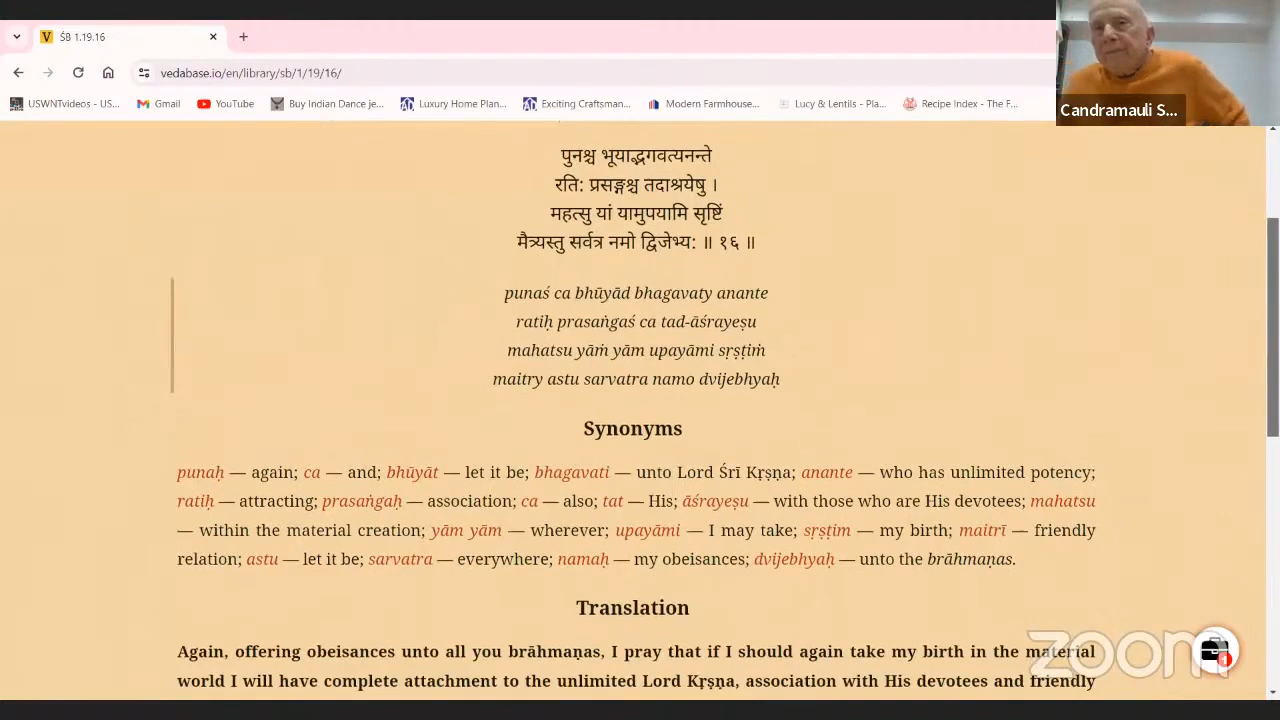 ŚB 1.19.16
vedabase.io/en/library/sb/1/19/16/
USWNTvideos - US...
Gmail
YouTube
Buy Indian Dance je...
Luxury Home Plan...
Exciting Craftsman...
Modern Farmhouse...
Lucy & Lentils - Pla...
Recipe Index - The F...
Candramauli S...
पुनश्च भूयाद्भगवत्यनन्ते
रति: प्रसङ्गश्च तदाश्रयेषु ।
महत्सु यां यामुपयामि सृष्टिं
मैत्र्यस्तु सर्वत्र नमो द्विजेभ्य: ॥ १६ ॥
punaś ca bhūyād bhagavaty anante
ratiḥ prasaṅgaś ca tad-āśrayeṣu
mahatsu yāṁ yām upayāmi sṛṣṭiṁ
maitry astu sarvatra namo dvijebhyaḥ
Synonyms
punaḥ — again; ca — and; bhūyāt — let it be; bhagavati — unto Lord Śrī Kṛṣṇa; anante — who has unlimited potency;
ratiḥ — attracting; prasaṅgaḥ — association; ca — also; tat — His; āśrayeṣu — with those who are His devotees; mahatsu
— within the material creation; yām yām — wherever; upayāmi — I may take; sṛṣṭim — my birth; maitrī — friendly
relation; astu — let it be; sarvatra — everywhere; namaḥ — my obeisances; dvijebhyaḥ — unto the brāhmaṇas.
Translation
Again, offering obeisances unto all you brāhmaṇas, I pray that if I should again take my birth in the material
world I will have complete attachment to the unlimited Lord Kṛṣṇa, association with His devotees and friendly
zoom
1